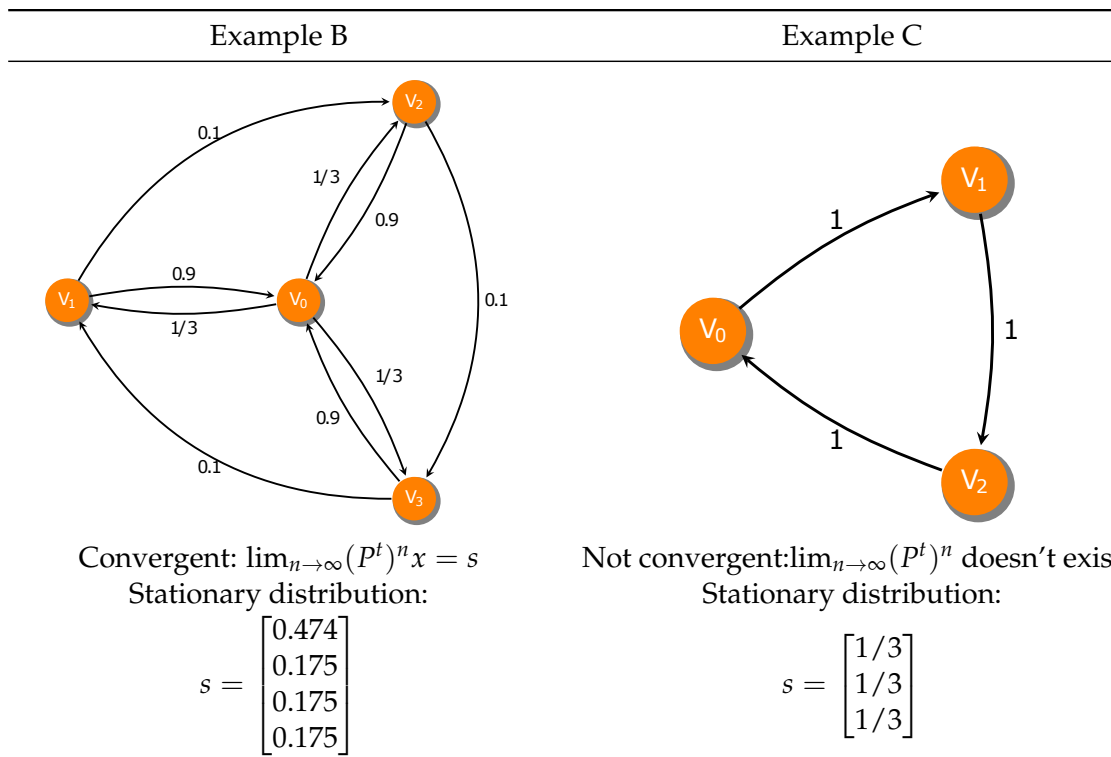 Example B
Example C
V2
0.1
1/3
0.9
V1
0.9
V0
1/3
0.1
1/3
0.9
0.1
V3
V1
1
V0
1
1
V2
Convergent: lim_{n→∞}(P^t)^n x = s
Stationary distribution:
s = [0.474
0.175
0.175
0.175]
Not convergent:lim_{n→∞}(P^t)^n doesn't exis
Stationary distribution:
s = [1/3
1/3
1/3]